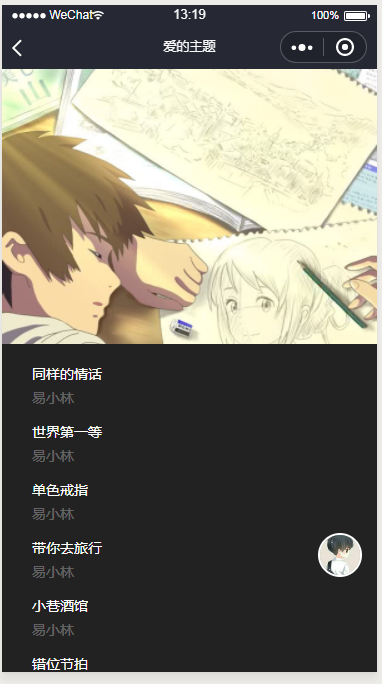 WeChat 13:19 100%
爱的主题
同样的情话
易小林
世界第一等
易小林
单色戒指
易小林
带你去旅行
易小林
小巷酒馆
易小林
错位节拍